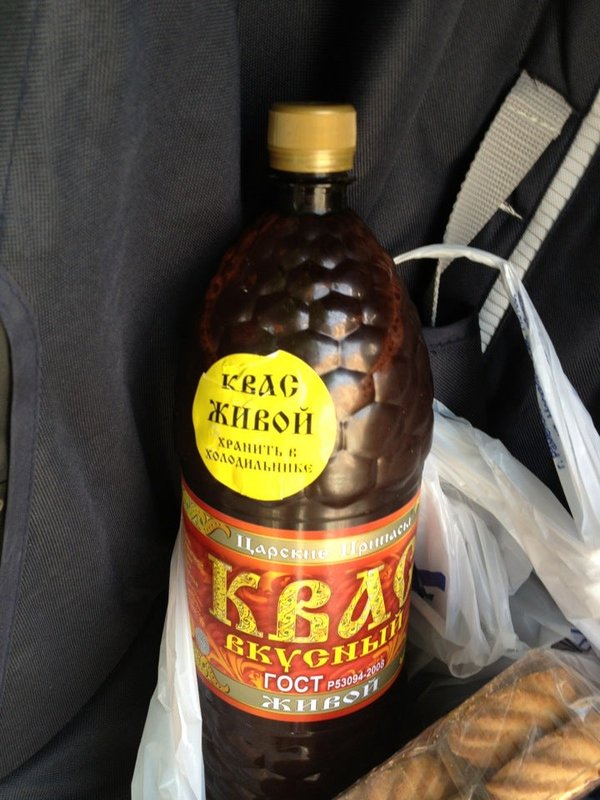 КВАС
ЖИВОЙ
ХРАНИТЬ В
ХОЛОДИЛЬНИКЕ
Царские Припасы
КВАС
ВКУСНЫЙ
ГОСТ Р53094-2008
ЖИВОЙ